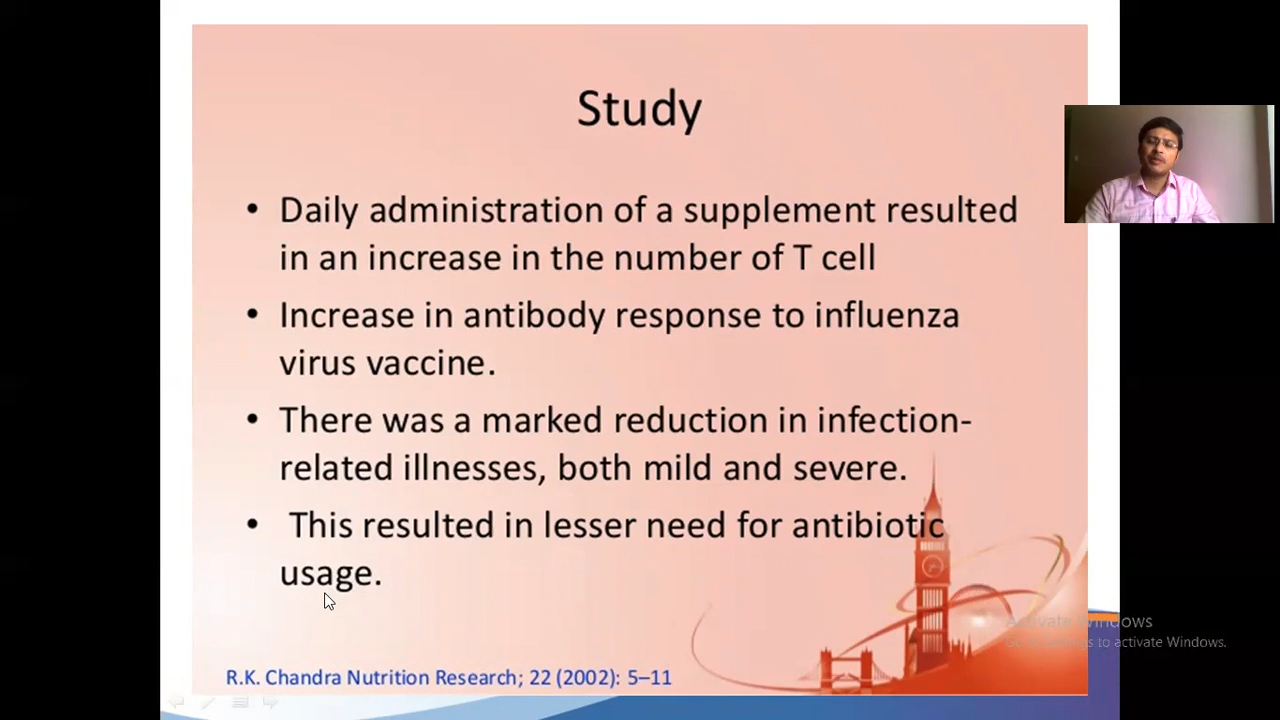 Study
• Daily administration of a supplement resulted
in an increase in the number of T cell
• Increase in antibody response to influenza
virus vaccine.
• There was a marked reduction in infection-
related illnesses, both mild and severe.
• This resulted in lesser need for antibiotic
usage.
R.K. Chandra Nutrition Research; 22 (2002): 5–11
Activate Windows
Go to Settings to activate Windows.